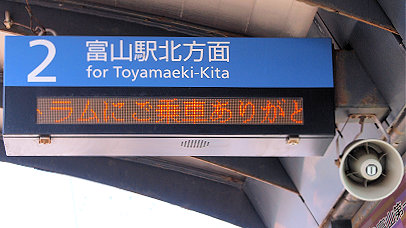 2 富山駅北方面
for Toyamaeki-Kita
ラムにご乗車ありがと